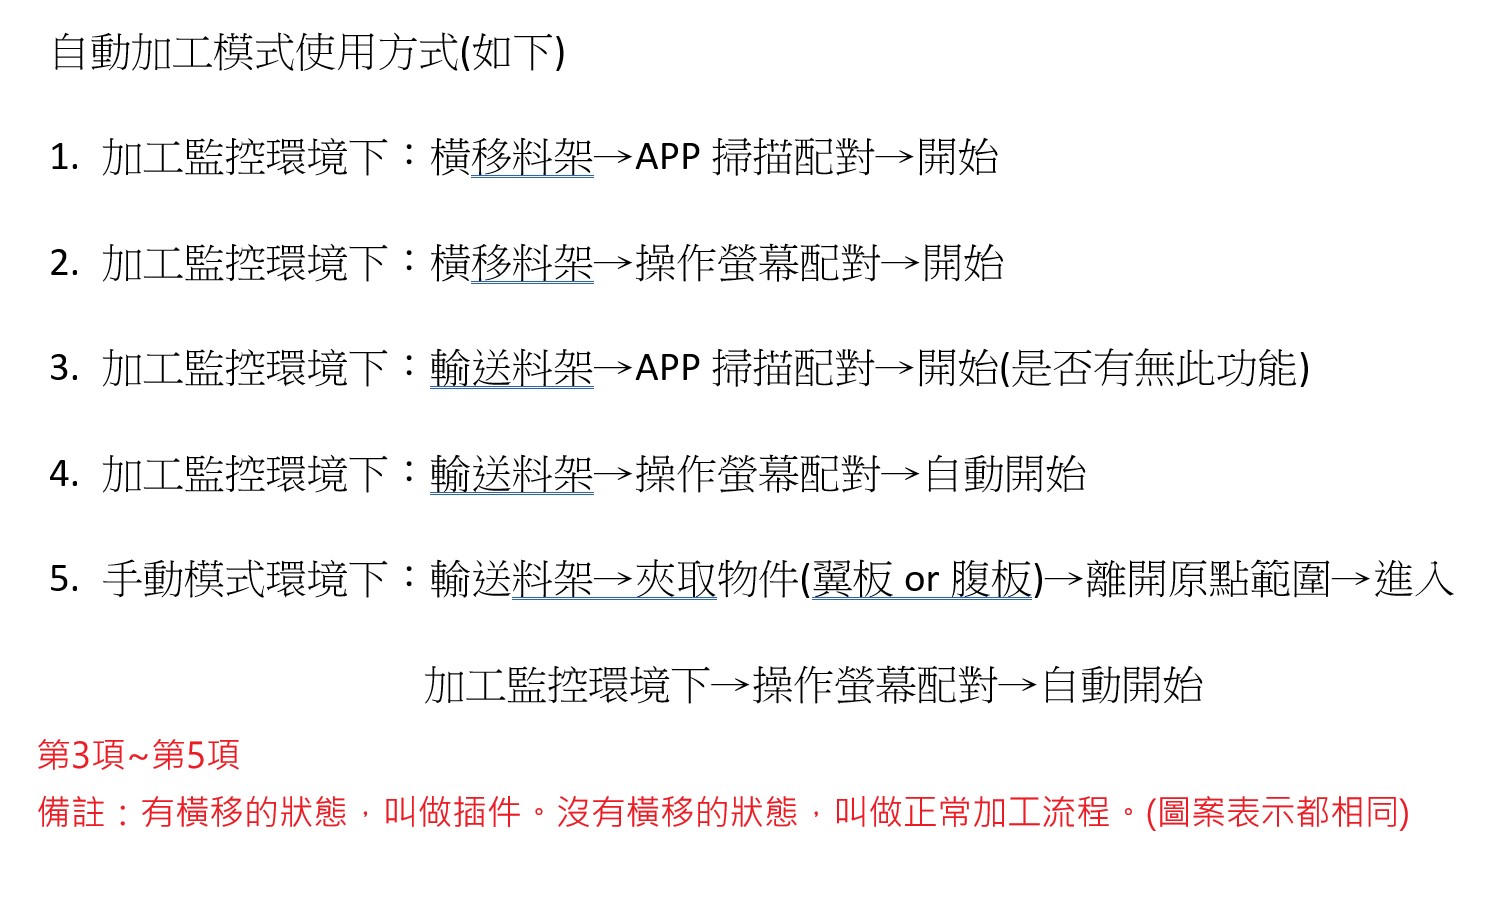 自動加工模式使用方式(如下)
1. 加工監控環境下：橫移料架→APP 掃描配對→開始
2. 加工監控環境下：橫移料架→操作螢幕配對→開始
3. 加工監控環境下：輸送料架→APP 掃描配對→開始(是否有無此功能)
4. 加工監控環境下：輸送料架→操作螢幕配對→自動開始
5. 手動模式環境下：輸送料架→夾取物件(翼板 or 腹板)→離開原點範圍→進入
加工監控環境下→操作螢幕配對→自動開始
第3項~第5項
備註：有橫移的狀態，叫做插件。沒有橫移的狀態，叫做正常加工流程。(圖案表示都相同)